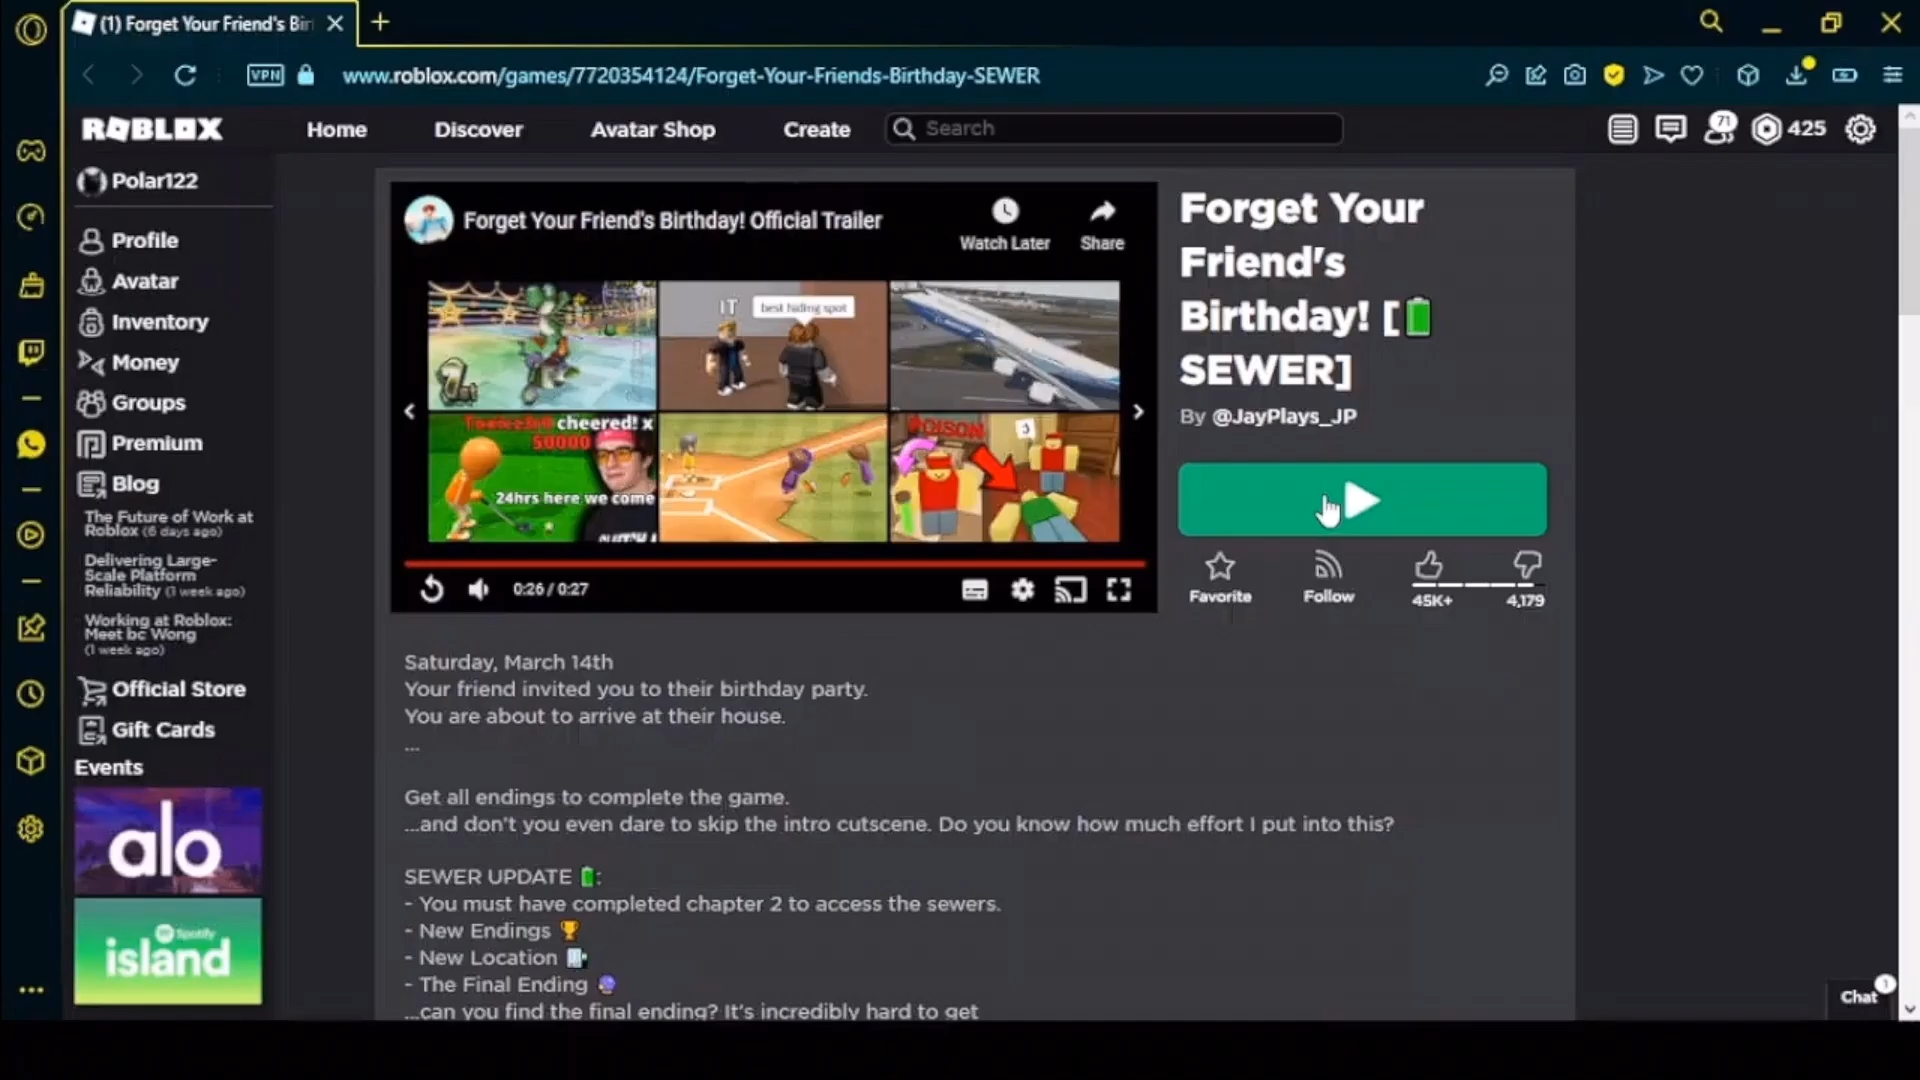 (1) Forget Your Friend's Bir
VPN
www.roblox.com/games/7720354124/Forget-Your-Friends-Birthday-SEWER
ROBLOX
Home
Discover
Avatar Shop
Create
Search
71
425
Polar122
Profile
Avatar
Inventory
Money
Groups
Premium
Blog
The Future of Work at
Roblox (6 days ago)
Delivering Large-
Scale Platform
Reliability (1 week ago)
Working at Roblox:
Meet bc Wong
(1 week ago)
Official Store
Gift Cards
Events
alo
Spotify
island
Forget Your Friend's Birthday! Official Trailer
Watch Later
Share
IT
best hiding spot
cheered! x
50000
24hrs here we come
POISON
3
0:26 / 0:27
Forget Your
Friend's
Birthday! [🔋
SEWER]
By @JayPlays_JP
Favorite
Follow
45K+
4,179
Saturday, March 14th
Your friend invited you to their birthday party.
You are about to arrive at their house.
...
Get all endings to complete the game.
...and don't you even dare to skip the intro cutscene. Do you know how much effort I put into this?
SEWER UPDATE 🔋:
- You must have completed chapter 2 to access the sewers.
- New Endings 🏆
- New Location
- The Final Ending 🔮
...can you find the final ending? It's incredibly hard to get
Chat
1